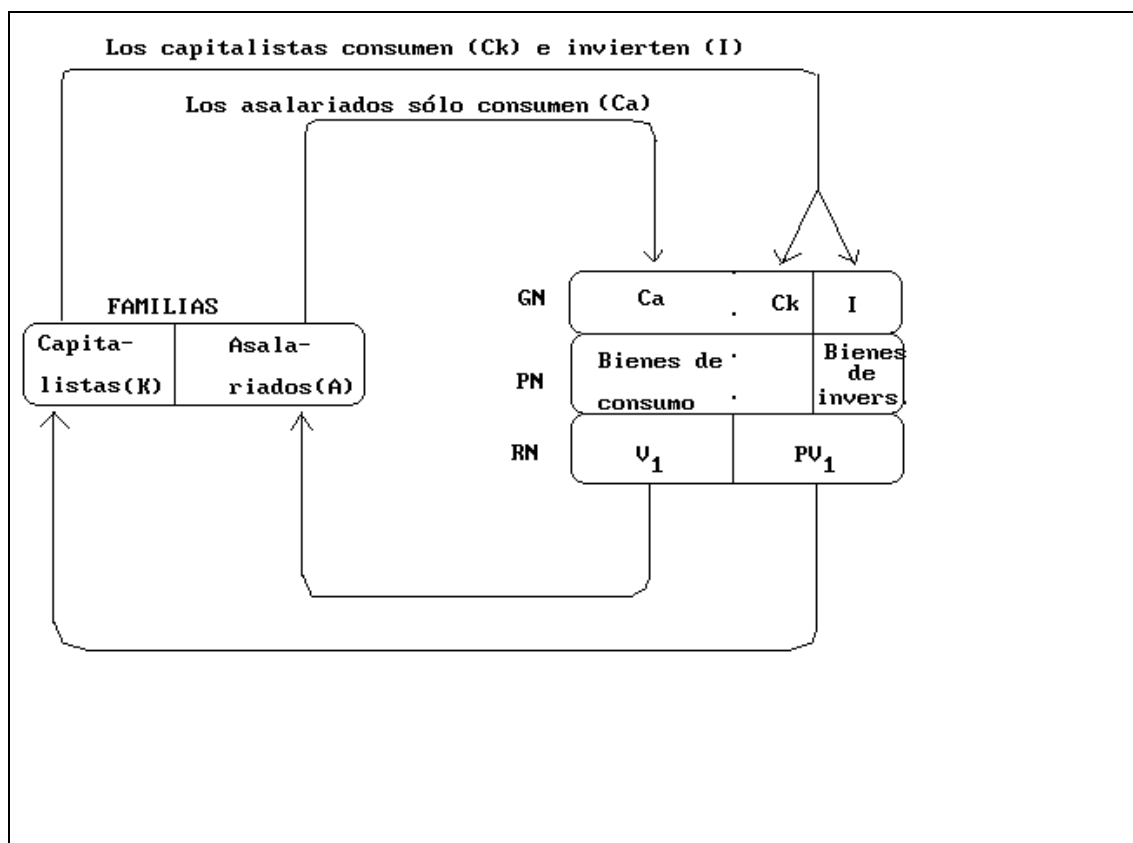 Los capitalistas consumen (Ck) e invierten (I)
Los asalariados sólo consumen (Ca)
GN
Ca
Ck
I
FAMILIAS
Capita-
listas(K)
Asala-
riados(A)
PN
Bienes de
consumo
Bienes
de
invers.
RN
V1
PV1